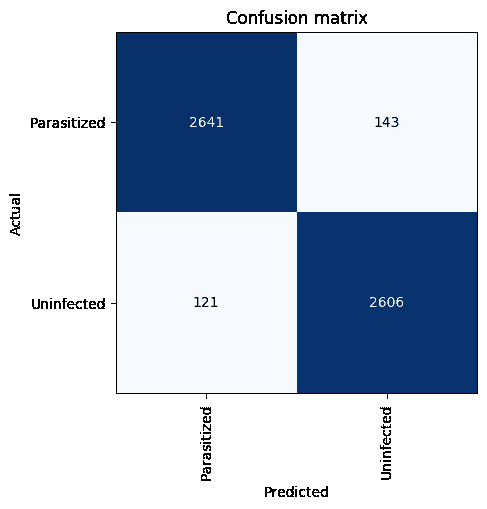 Confusion matrix
Actual
Parasitized
2641
143
Uninfected
121
2606
Parasitized
Uninfected
Predicted